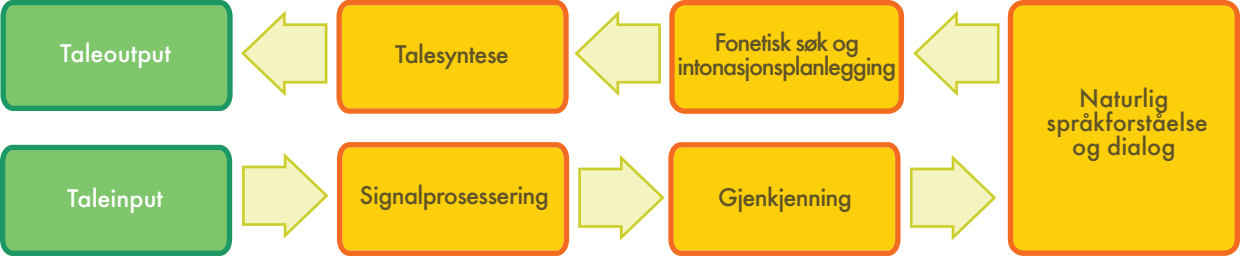 Taleoutput
Talesyntese
Fonetisk søk og
intonasjonsplanlegging
Naturlig
språkforståelse
og dialog
Taleinput
Signalprosessering
Gjenkjenning